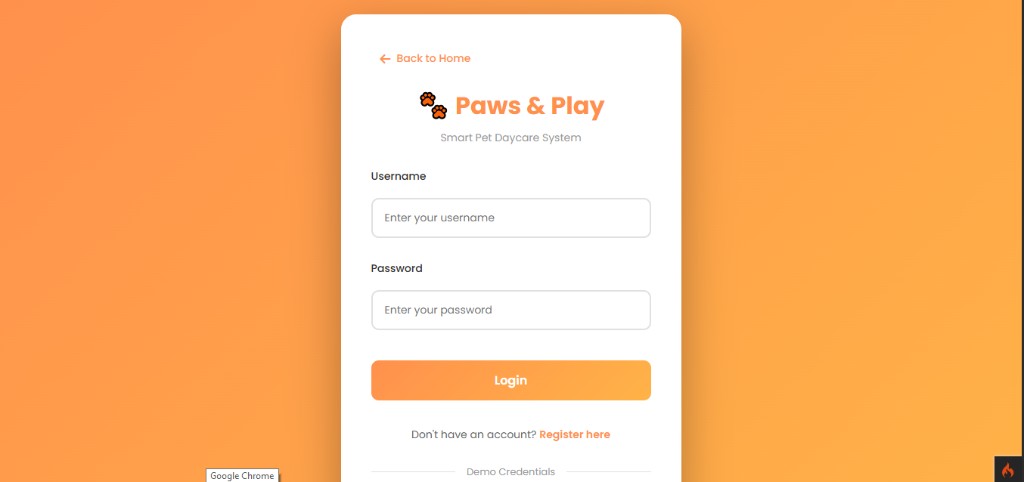 Back to Home
Paws & Play
Smart Pet Daycare System
Username
Enter your username
Password
Enter your password
Login
Don't have an account? Register here
Demo Credentials
Google Chrome